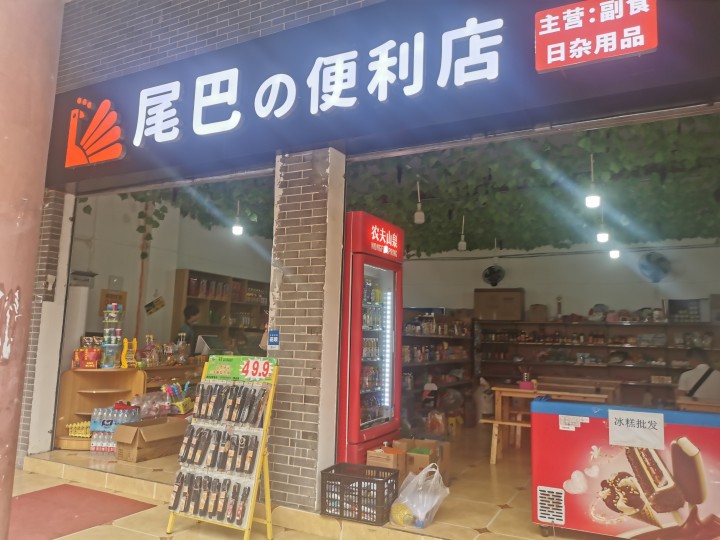 尾巴の便利店
主营:副食
日杂用品
农夫山泉
49.9
冰糕批发